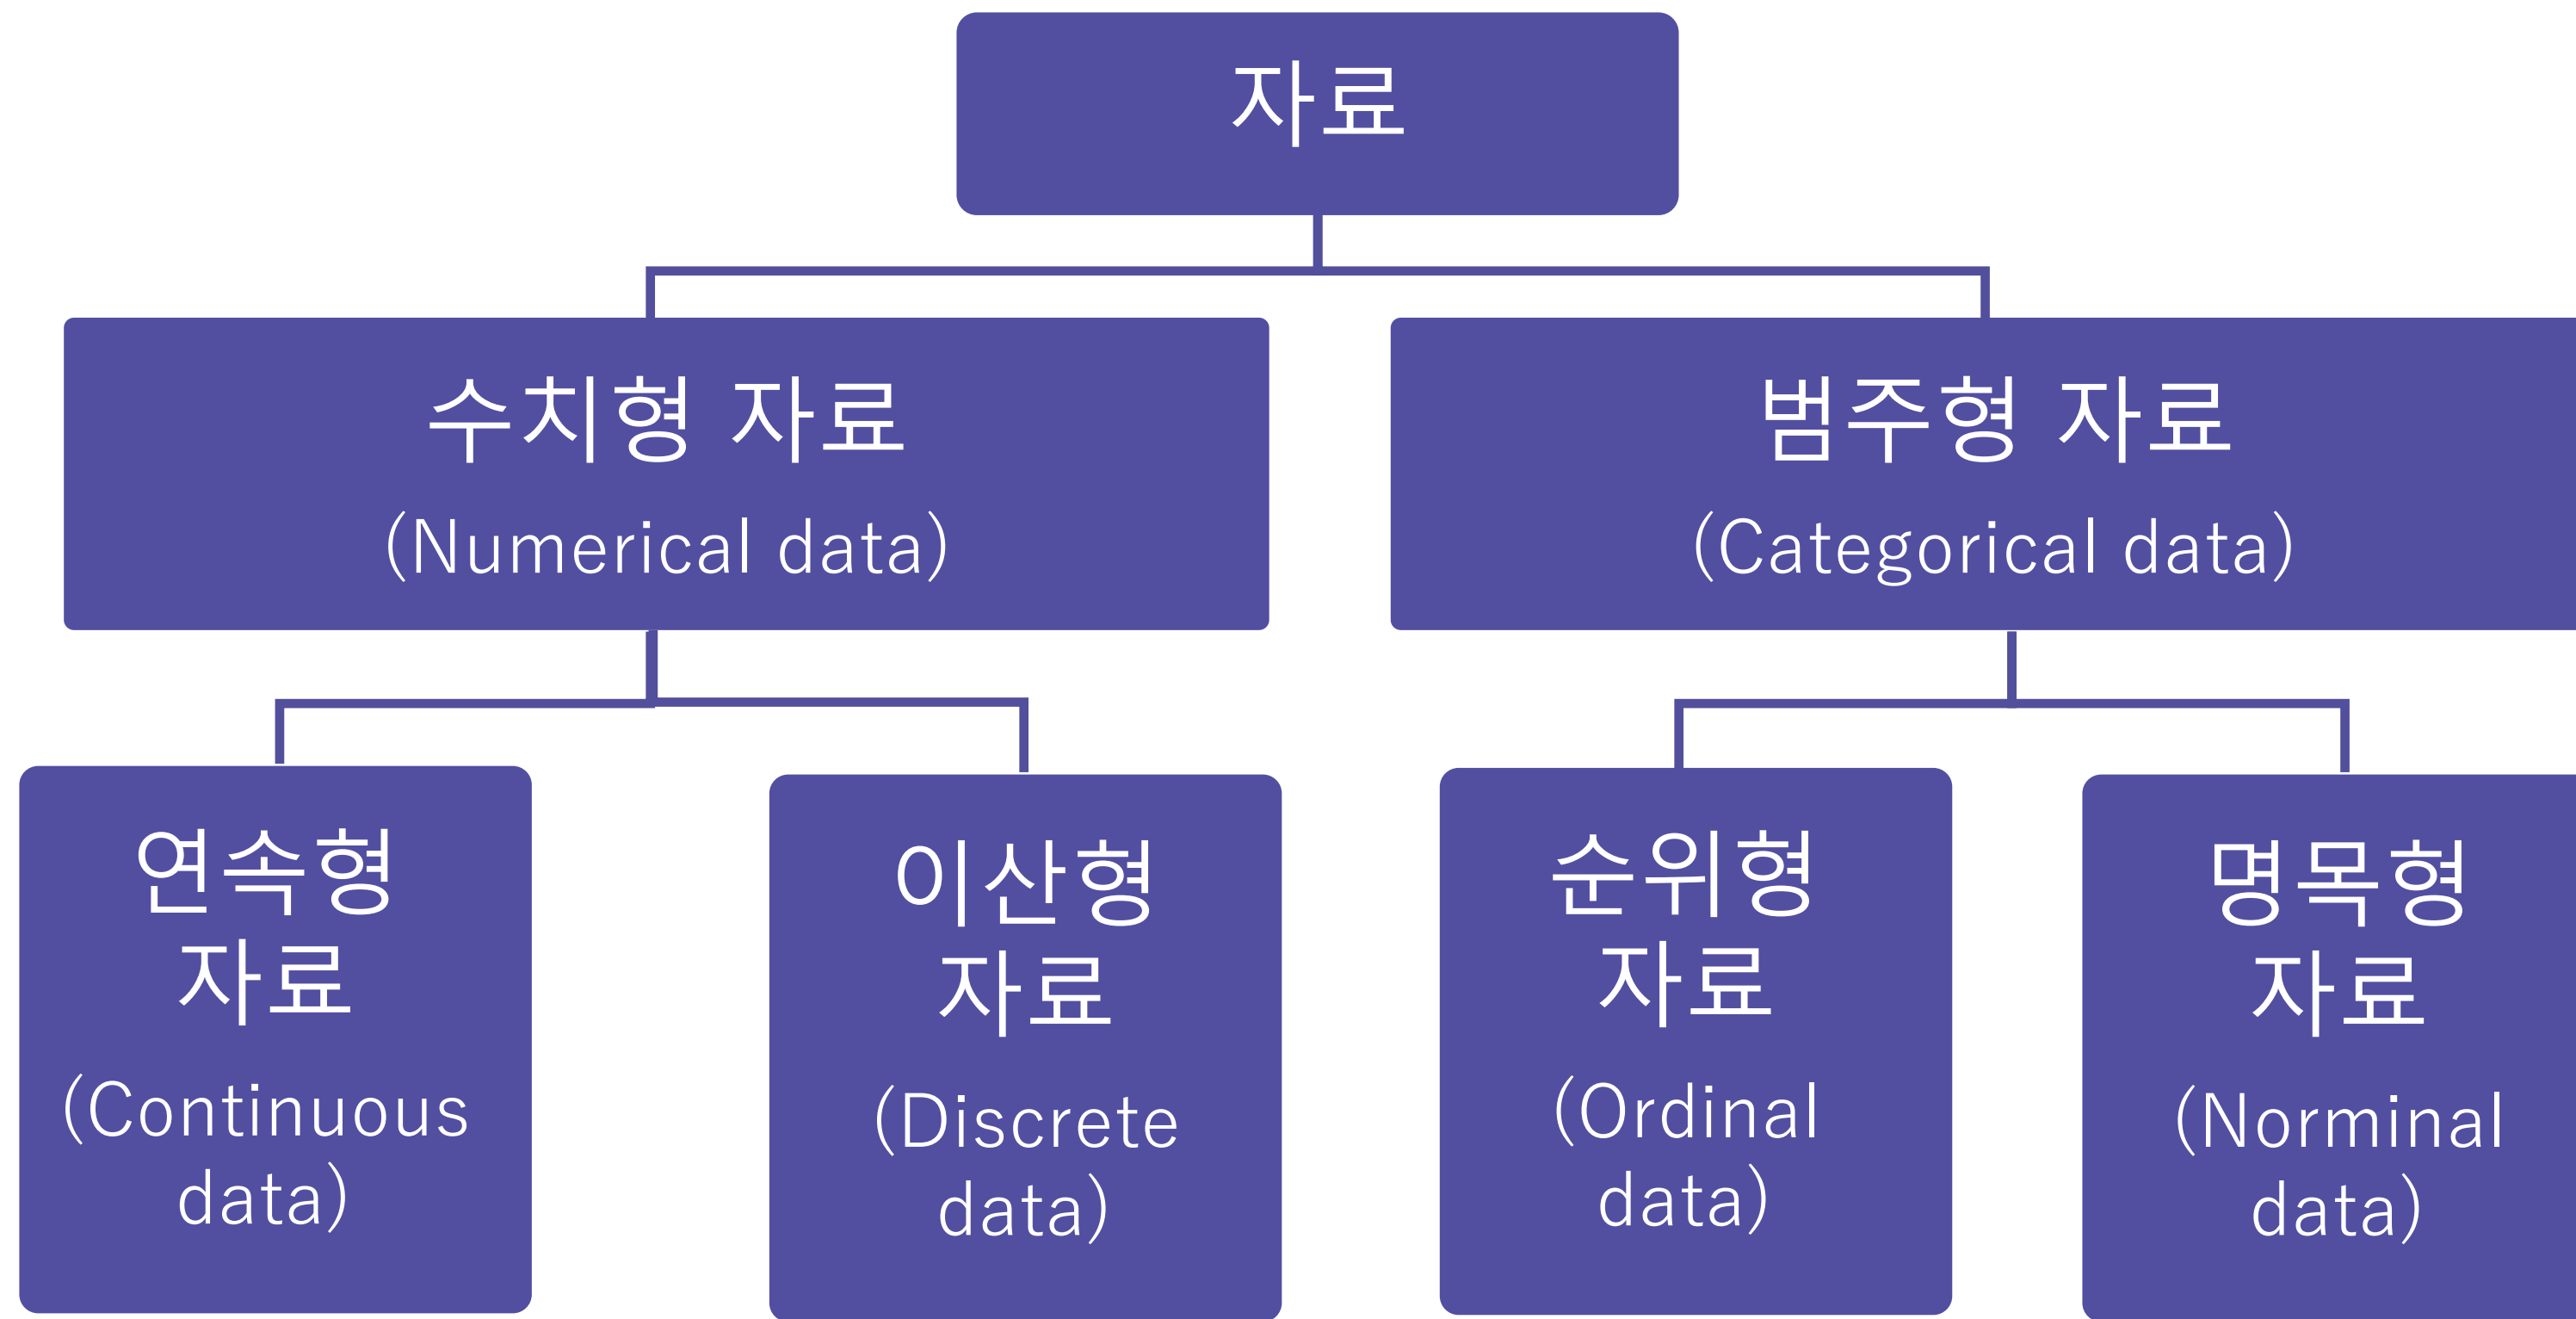 자료
수치형 자료
(Numerical data)
범주형 자료
(Categorical data)
연속형
자료
(Continuous
data)
이산형
자료
(Discrete
data)
순위형
자료
(Ordinal
data)
명목형
자료
(Norminal
data)